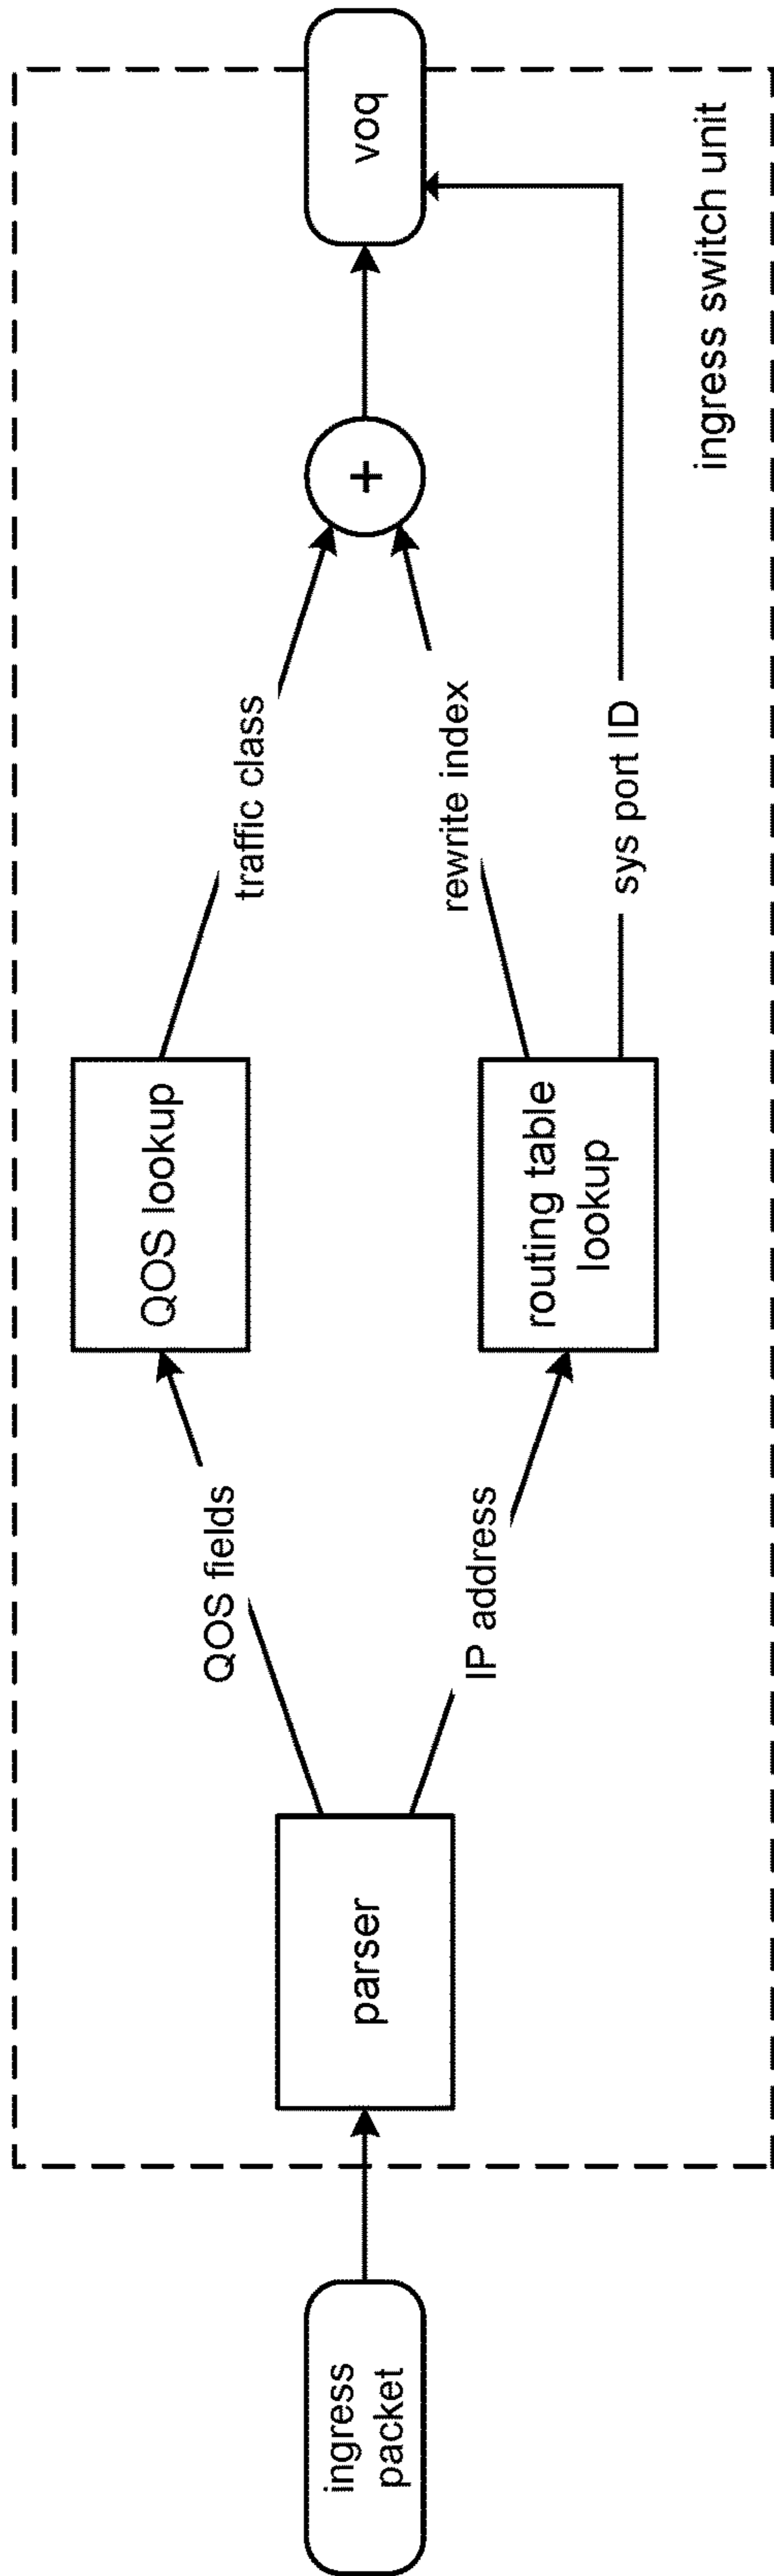 ingress
packet
parser
QOS fields
IP address
QOS lookup
routing table
lookup
traffic class
rewrite index
sys port ID
+
voq
ingress switch unit